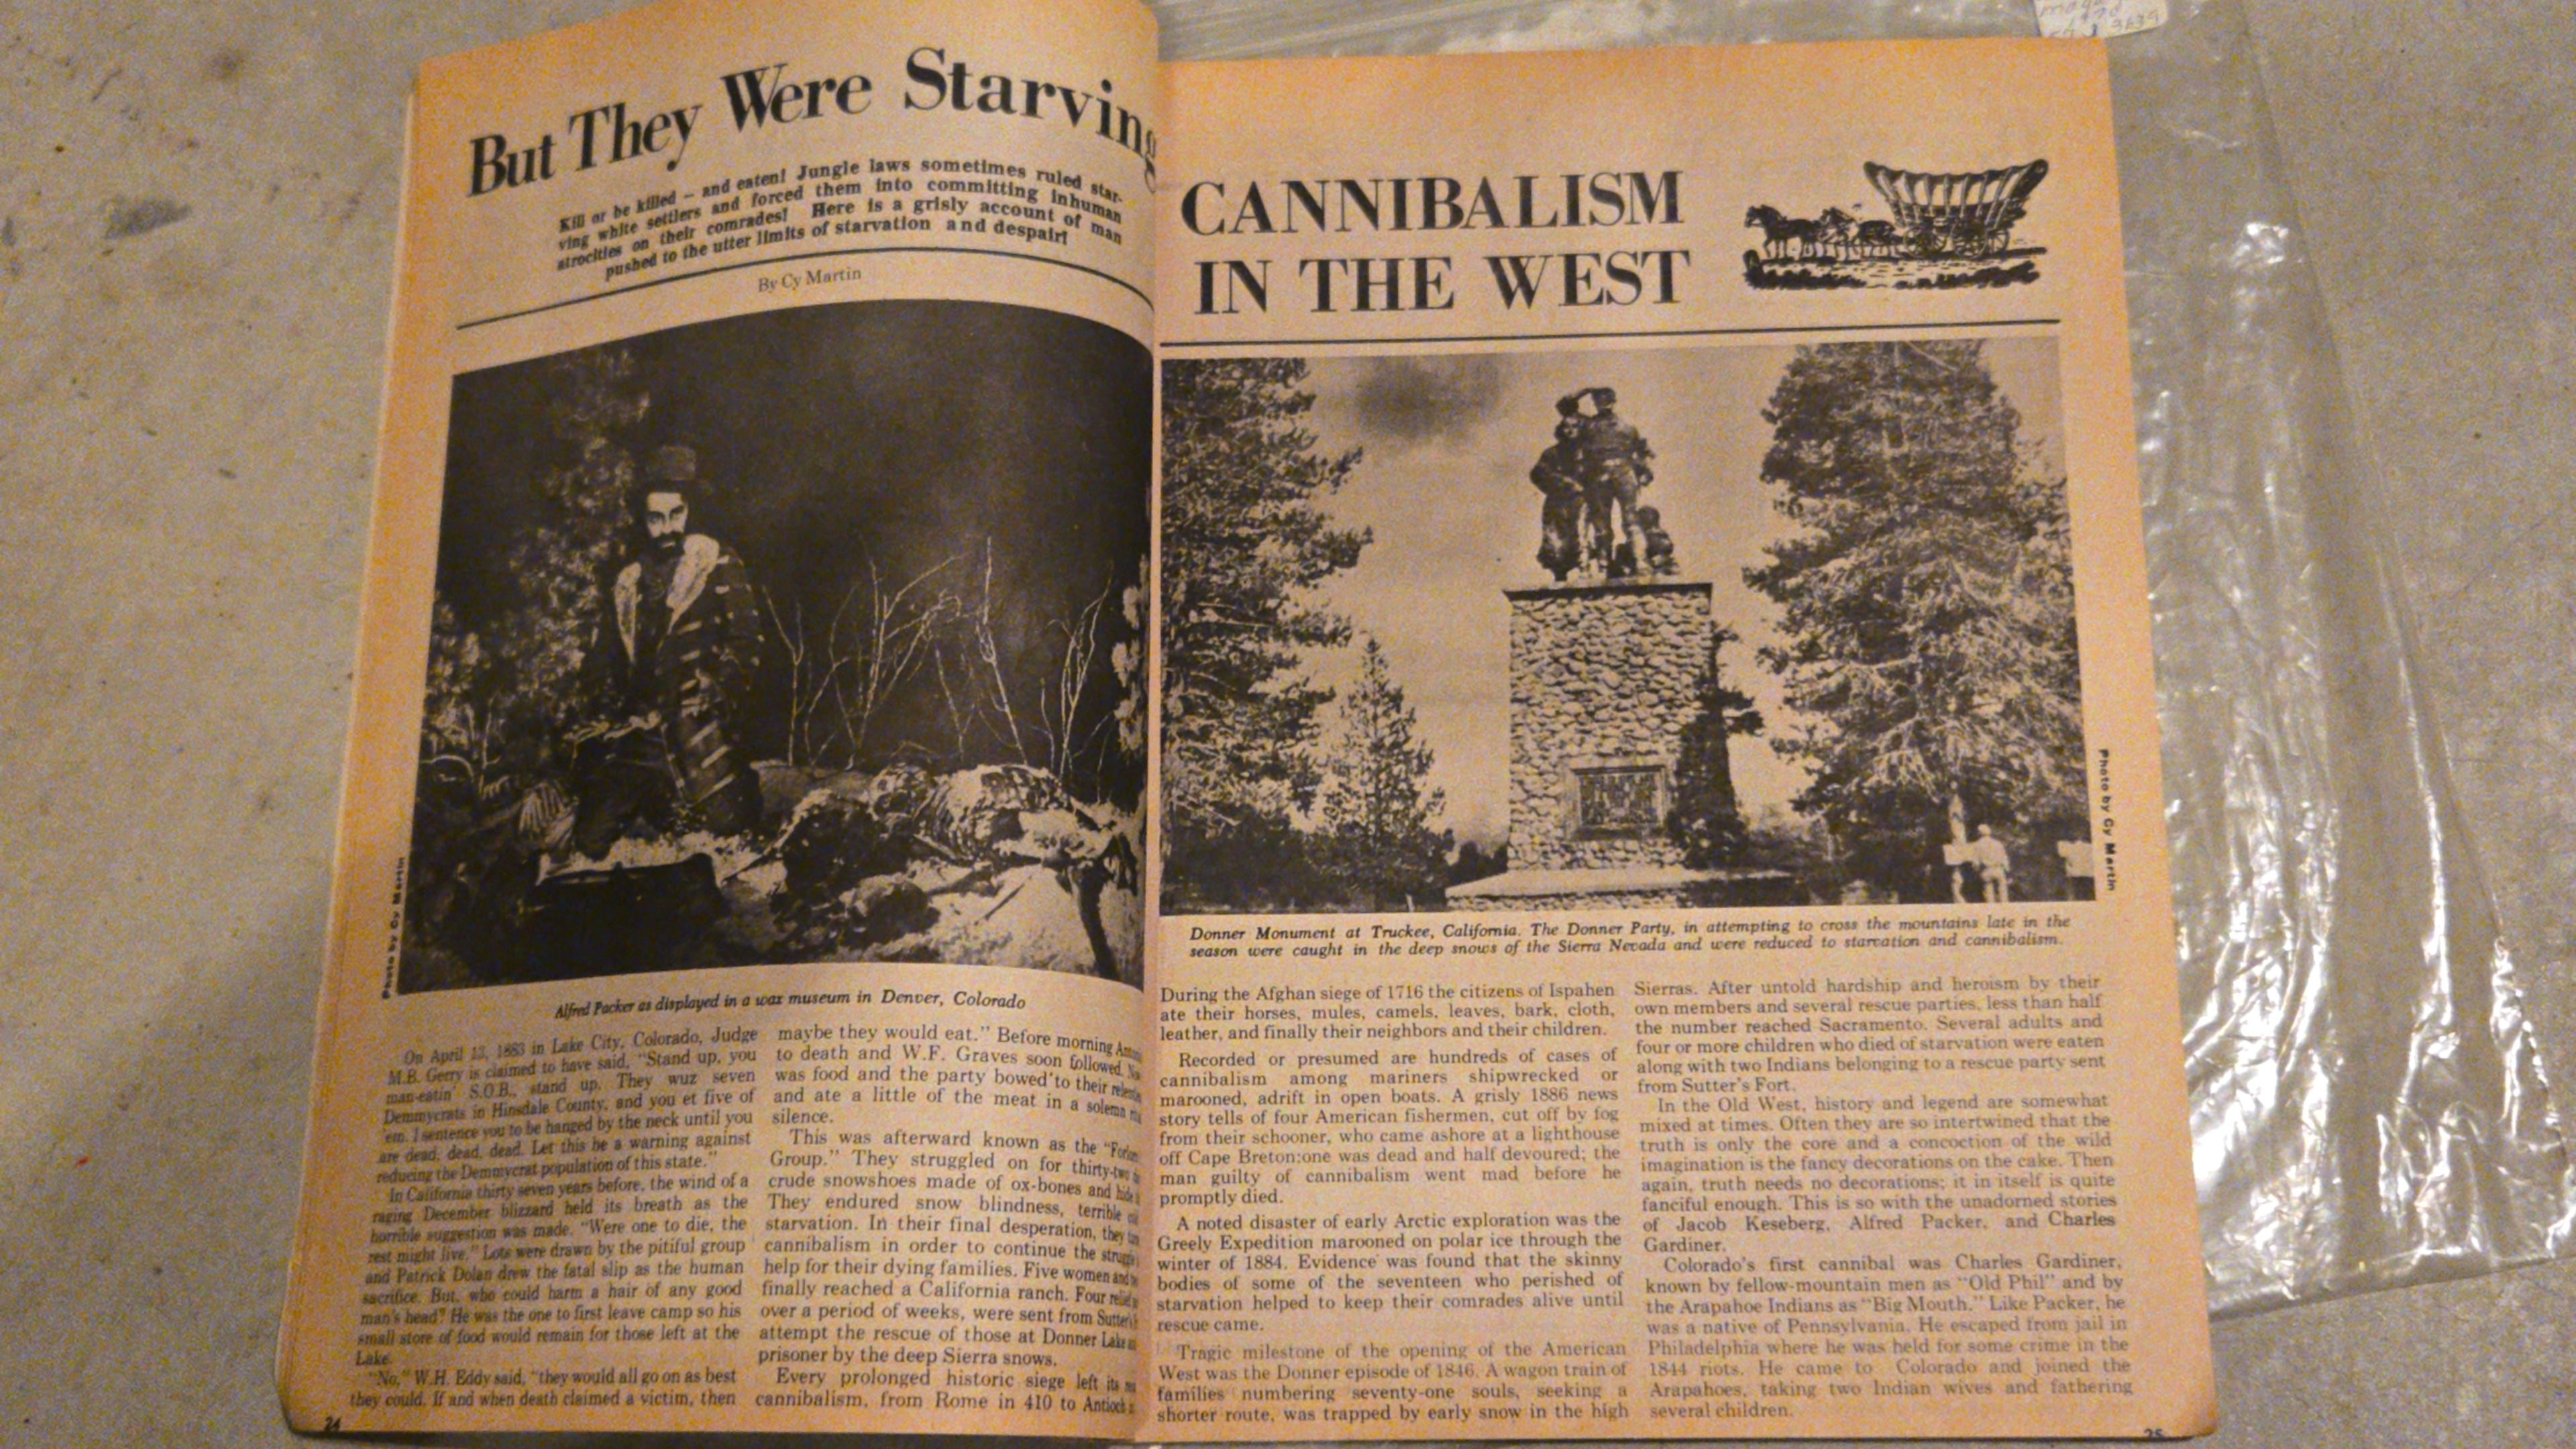 But They Were Starving
Kill or be killed — and eaten! Jungle laws sometimes ruled star-
ving white settlers and forced them into committing inhuman
atrocities on their comrades! Here is a grisly account of man
pushed to the utter limits of starvation and despair!
By Cy Martin
Photo by Cy Martin
Alfred Packer as displayed in a wax museum in Denver, Colorado
On April 13, 1883 in Lake City, Colorado, Judge
M.B. Gerry is claimed to have said, "Stand up, you
man-eatin' S.O.B., stand up. They wuz seven
Demmycrats in Hinsdale County, and you et five of
'em. I sentence you to be hanged by the neck until you
are dead, dead, dead. Let this be a warning against
reducing the Demmycrat population of this state."
In California thirty seven years before, the wind of a
raging December blizzard held its breath as the
horrible suggestion was made. "Were one to die, the
rest might live." Lots were drawn by the pitiful group
and Patrick Dolan drew the fatal slip as the human
sacrifice. But, who could harm a hair of any good
man's head? He was the one to first leave camp so his
small store of food would remain for those left at the
Lake.
"No," W.H. Eddy said, "they would all go on as best
they could. If and when death claimed a victim, then
24
maybe they would eat." Before morning
to death and W.F. Graves soon followed.
was food and the party bowed to their
and ate a little of the meat in a solemn
silence.
This was afterward known as the
Group." They struggled on for thirty-two
crude snowshoes made of ox-bones and
They endured snow blindness, terrible
starvation. In their final desperation, they
cannibalism in order to continue the
help for their dying families. Five women and
finally reached a California ranch. Four
over a period of weeks, were sent from
attempt the rescue of those at Donner Lake
prisoner by the deep Sierra snows.
Every prolonged historic siege left its
cannibalism, from Rome in 410 to Antioch
CANNIBALISM
IN THE WEST
Photo by Cy Martin
Donner Monument at Truckee, California. The Donner Party, in attempting to cross the mountains late in the
season were caught in the deep snows of the Sierra Nevada and were reduced to starvation and cannibalism.
During the Afghan siege of 1716 the citizens of Ispahen
ate their horses, mules, camels, leaves, bark, cloth,
leather, and finally their neighbors and their children.
Recorded or presumed are hundreds of cases of
cannibalism among mariners shipwrecked or
marooned, adrift in open boats. A grisly 1886 news
story tells of four American fishermen, cut off by fog
from their schooner, who came ashore at a lighthouse
off Cape Breton:one was dead and half devoured; the
man guilty of cannibalism went mad before he
promptly died.
A noted disaster of early Arctic exploration was the
Greely Expedition marooned on polar ice through the
winter of 1884. Evidence was found that the skinny
bodies of some of the seventeen who perished of
starvation helped to keep their comrades alive until
rescue came.
Tragic milestone of the opening of the American
West was the Donner episode of 1846. A wagon train of
families numbering seventy-one souls, seeking a
shorter route, was trapped by early snow in the high
Sierras. After untold hardship and heroism by their
own members and several rescue parties, less than half
the number reached Sacramento. Several adults and
four or more children who died of starvation were eaten
along with two Indians belonging to a rescue party sent
from Sutter's Fort.
In the Old West, history and legend are somewhat
mixed at times. Often they are so intertwined that the
truth is only the core and a concoction of the wild
imagination is the fancy decorations on the cake. Then
again, truth needs no decorations; it in itself is quite
fanciful enough. This is so with the unadorned stories
of Jacob Keseberg, Alfred Packer, and Charles
Gardiner.
Colorado's first cannibal was Charles Gardiner,
known by fellow-mountain men as "Old Phil" and by
the Arapahoe Indians as "Big Mouth." Like Packer, he
was a native of Pennsylvania. He escaped from jail in
Philadelphia where he was held for some crime in the
1844 riots. He came to Colorado and joined the
Arapahoes, taking two Indian wives and fathering
several children.
25